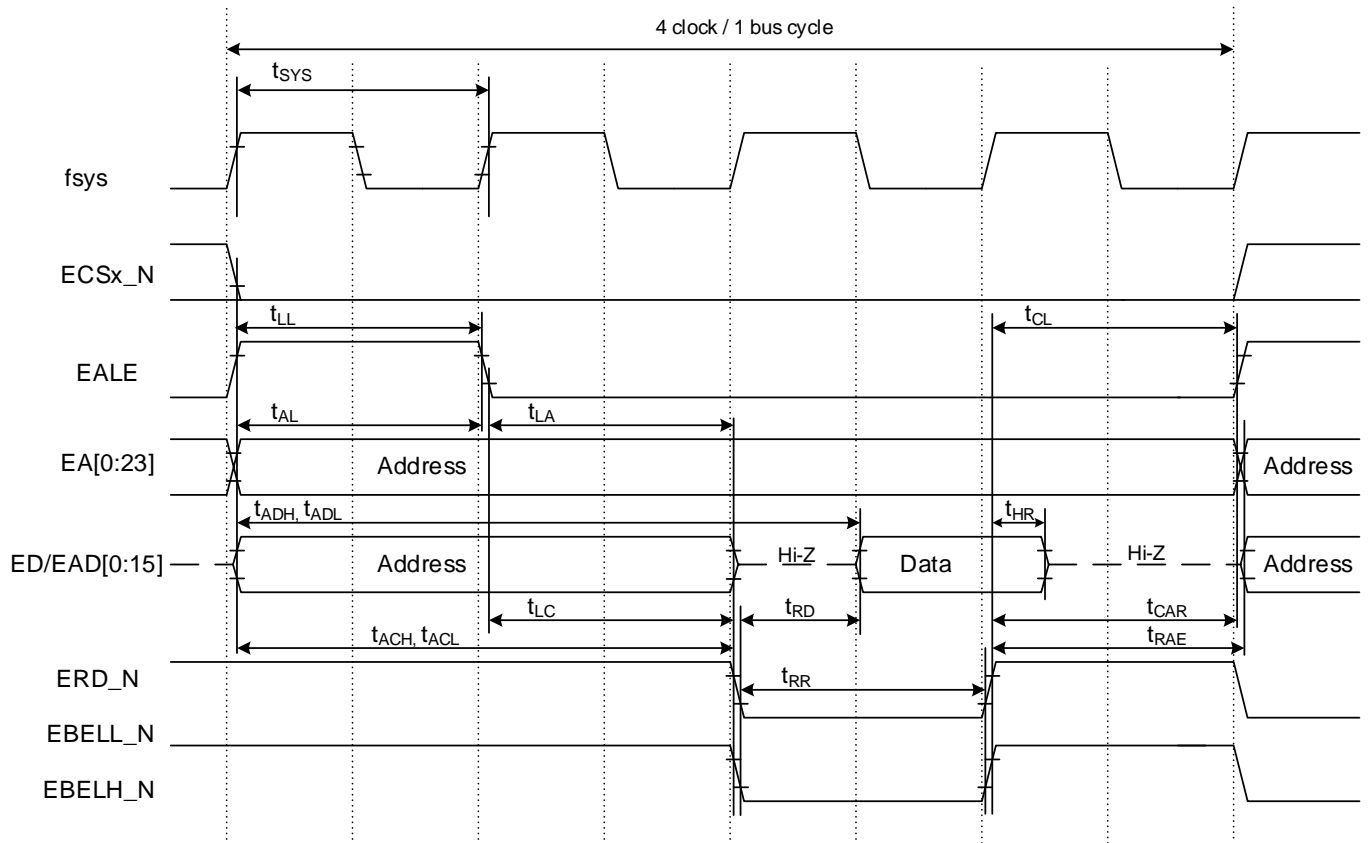 4 clock / 1 bus cycle
tSYS
fsys
ECSx_N
tLL
tCL
EALE
tAL
tLA
EA[0:23]
Address
Address
tADH, tADL
tHR
ED/EAD[0:15]
Address
Hi-Z
Data
Hi-Z
Address
tLC
tRD
tCAR
tACH, tACL
tRAE
ERD_N
tRR
EBELL_N
EBELH_N